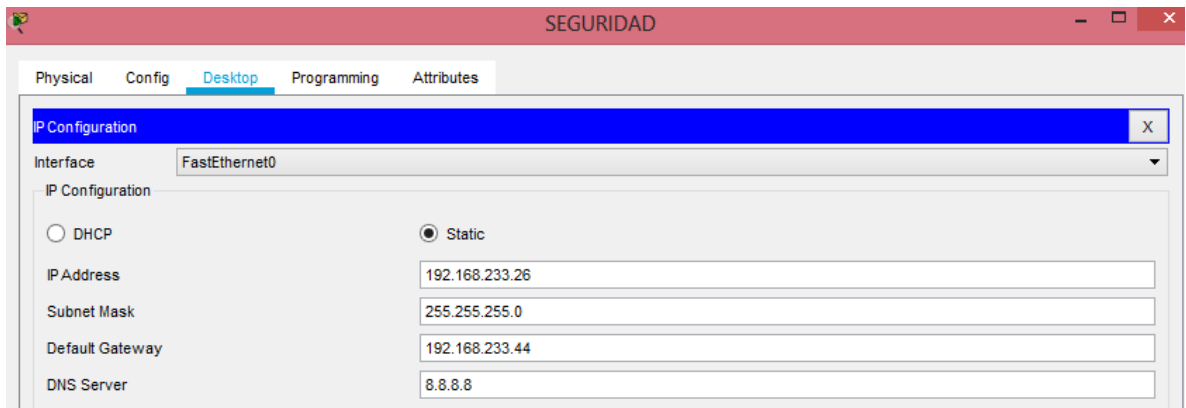 SEGURIDAD
Physical Config Desktop Programming Attributes
IP Configuration X
Interface FastEthernet0
IP Configuration
DHCP Static
IP Address 192.168.233.26
Subnet Mask 255.255.255.0
Default Gateway 192.168.233.44
DNS Server 8.8.8.8